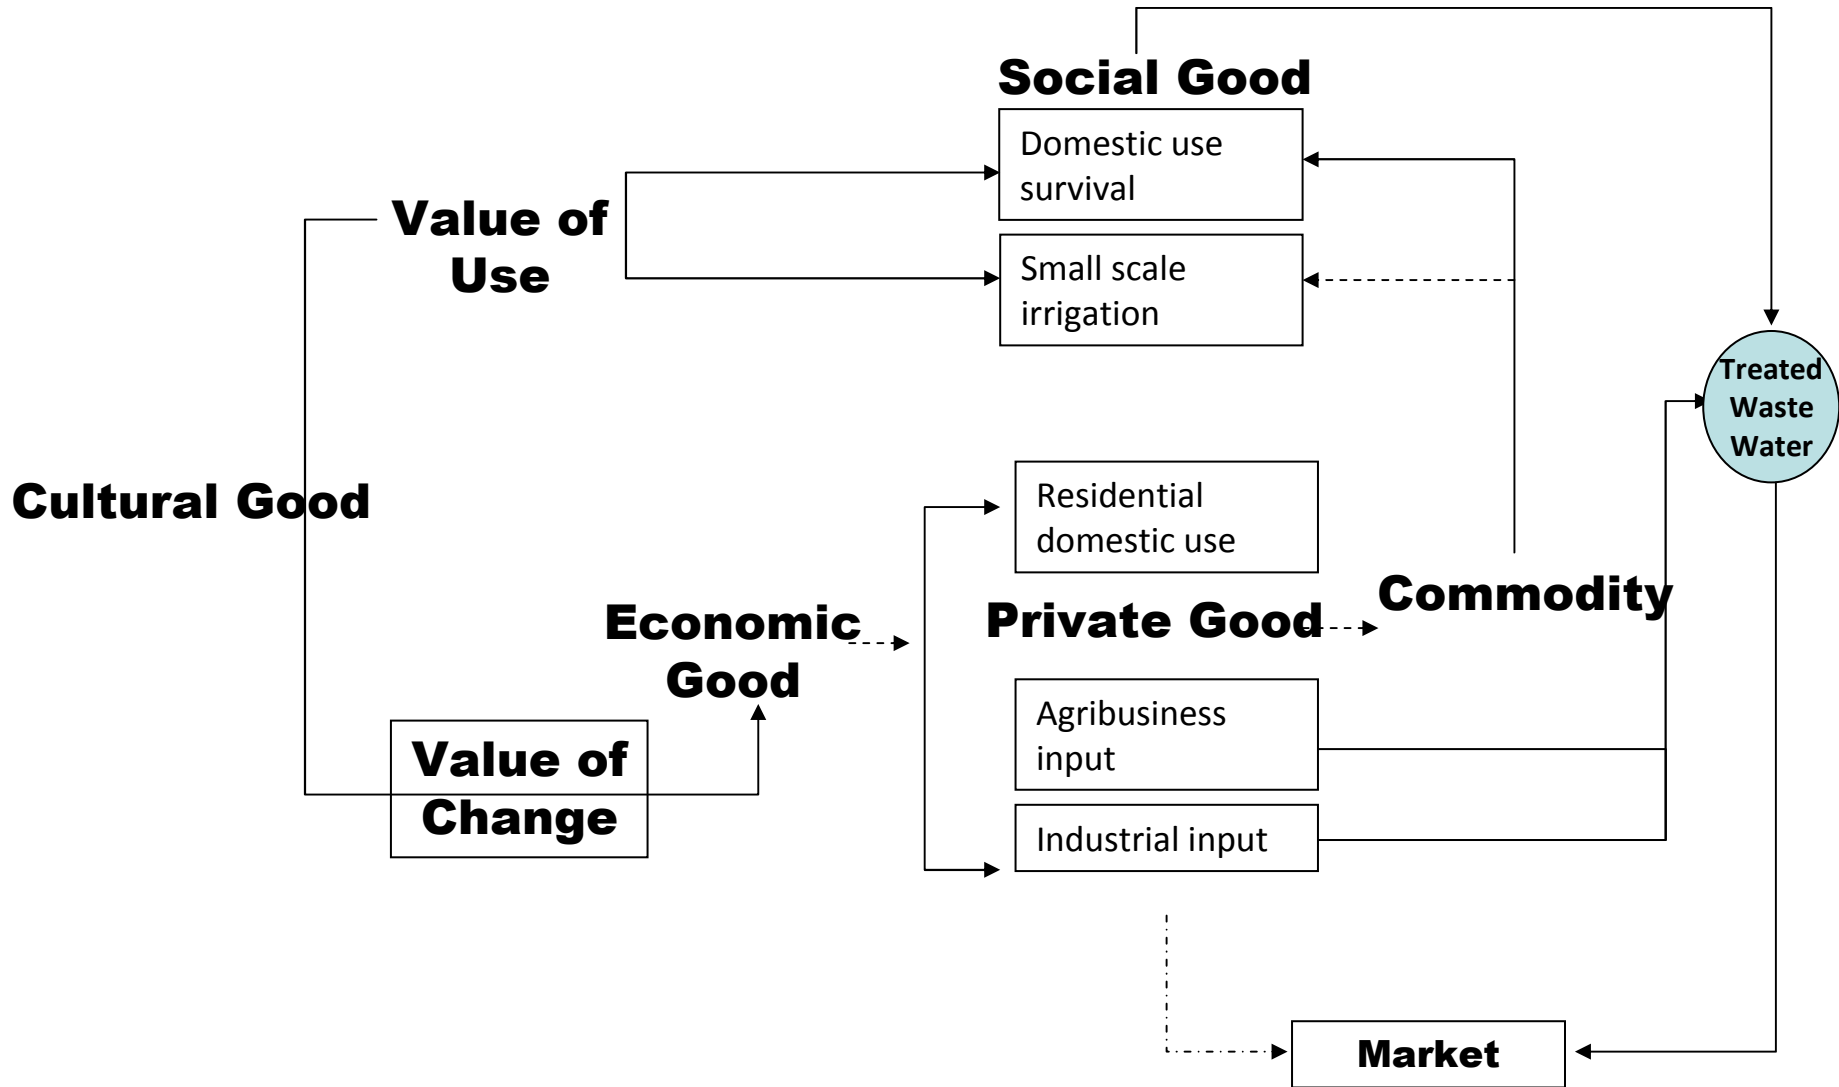 Social Good
Domestic use
survival
Value of
Use
Small scale
irrigation
Treated
Waste
Water
Cultural Good
Residential
domestic use
Commodity
Economic
Good
Private Good
Agribusiness
input
Value of
Change
Industrial input
Market